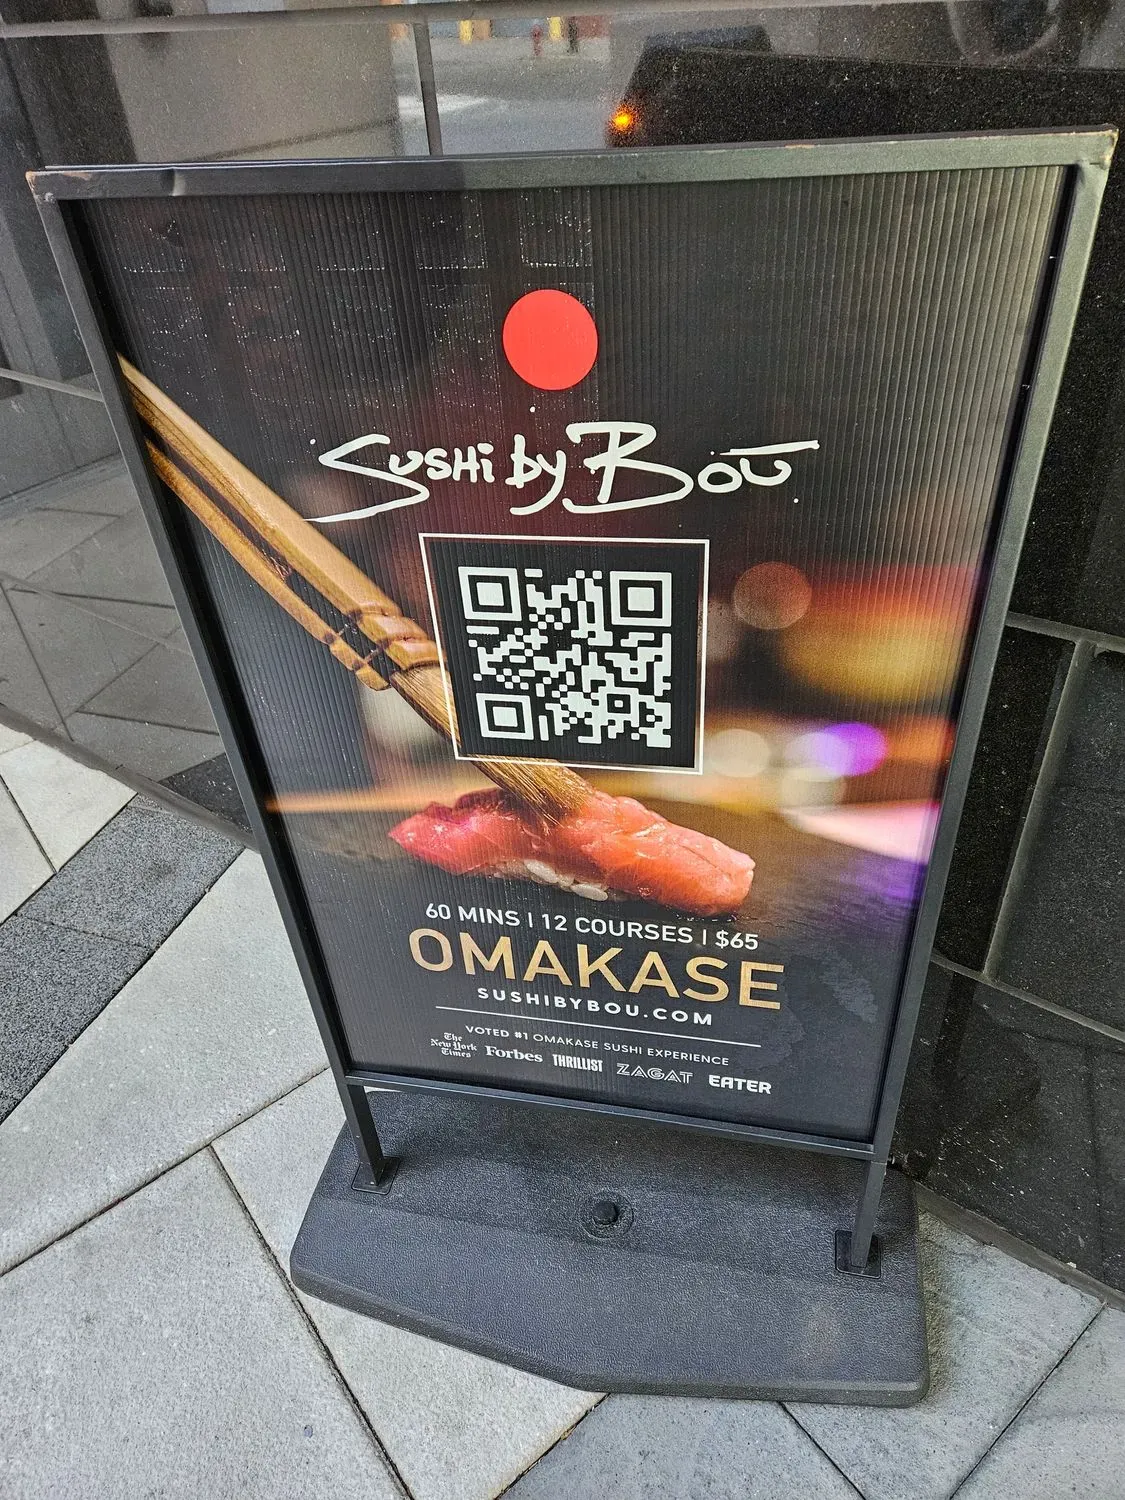 Sushi by Boū
60 MINS | 12 COURSES | $65
OMAKASE
SUSHIBYBOU.COM
VOTED #1 OMAKASE SUSHI EXPERIENCE
The New York Times Forbes THRILLIST ZAGAT EATER